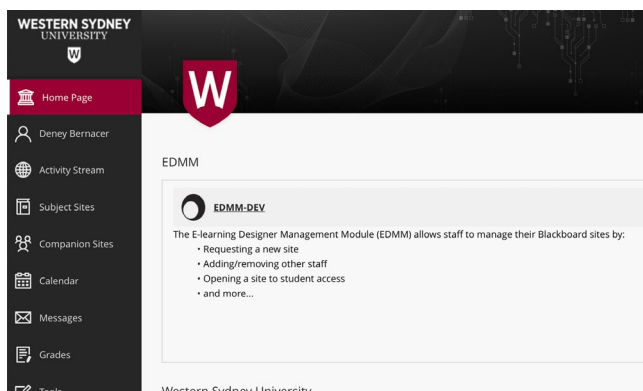 WESTERN SYDNEY
UNIVERSITY
W
Home Page
Deney Bernacer
Activity Stream
Subject Sites
Companion Sites
Calendar
Messages
Grades
Tools
W
EDMM
EDMM-DEV
The E-learning Designer Management Module (EDMM) allows staff to manage their Blackboard sites by:
• Requesting a new site
• Adding/removing other staff
• Opening a site to student access
• and more...
Western Sydney University